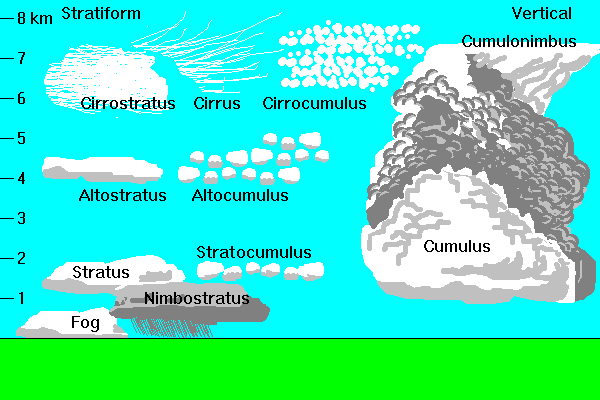 8 km
Stratiform
Vertical
Cumulonimbus
7
6
Cirrostratus
Cirrus
Cirrocumulus
5
4
Altostratus
Altocumulus
3
Stratocumulus
Cumulus
2
Stratus
1
Nimbostratus
Fog